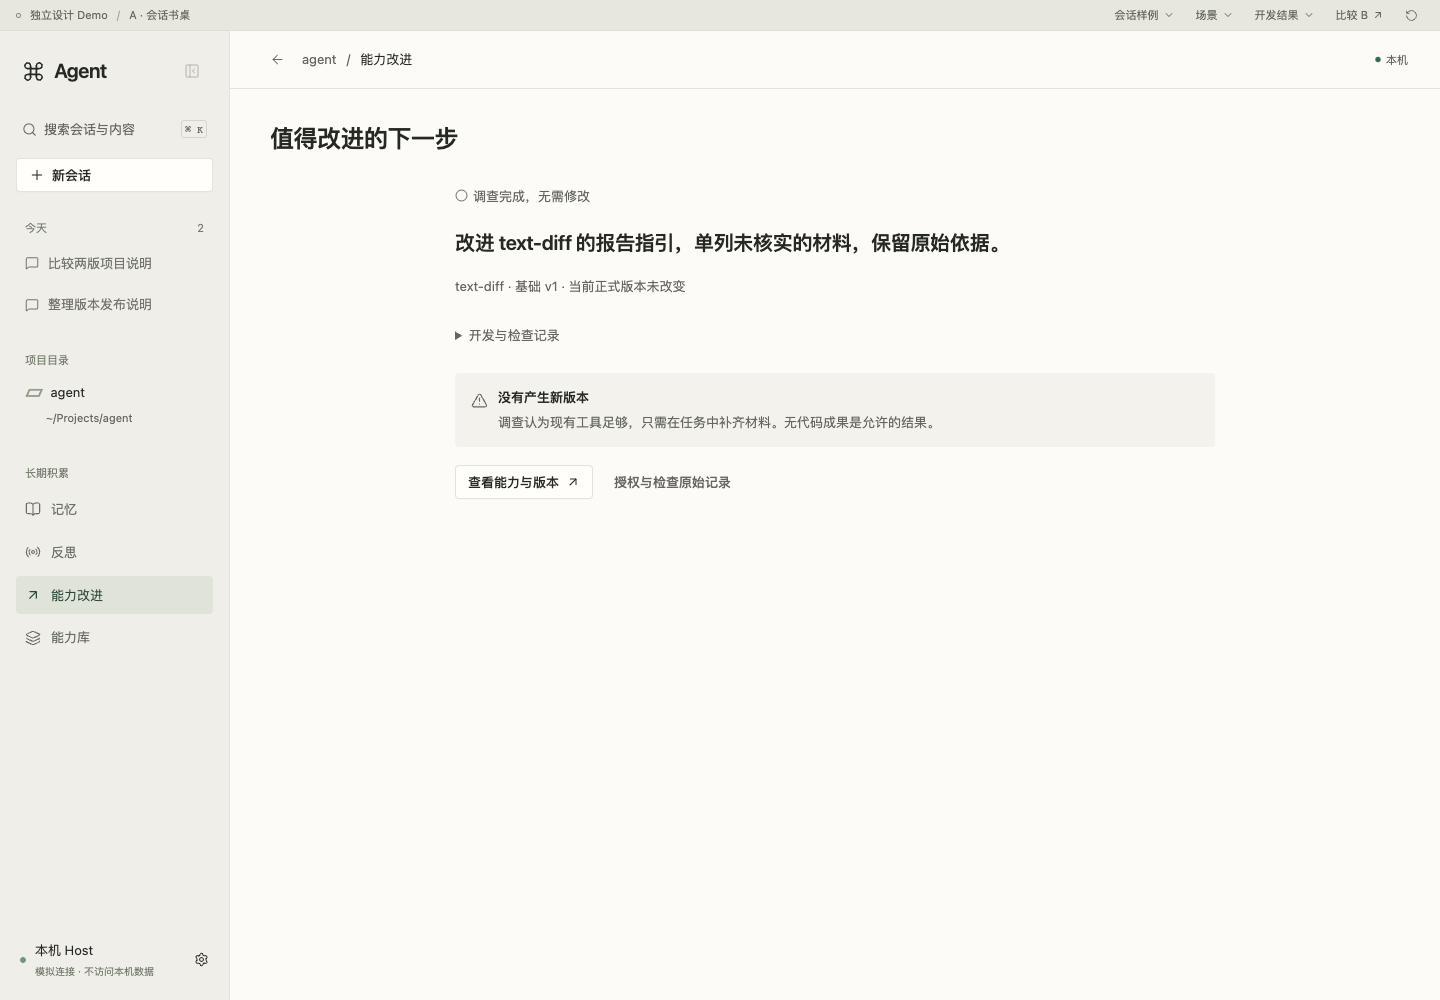 独立设计 Demo / A · 会话书桌
会话样例 场景 开发结果 比较 B
Agent
agent / 能力改进
本机
搜索会话与内容 ⌘ K
新会话
今天 2
比较两版项目说明
整理版本发布说明
项目目录
agent
~/Projects/agent
长期积累
记忆
反思
能力改进
能力库
本机 Host
模拟连接 · 不访问本机数据
值得改进的下一步
调查完成，无需修改
改进 text-diff 的报告指引，单列未核实的材料，保留原始依据。
text-diff · 基础 v1 · 当前正式版本未改变
开发与检查记录
没有产生新版本
调查认为现有工具足够，只需在任务中补齐材料。无代码成果是允许的结果。
查看能力与版本
授权与检查原始记录